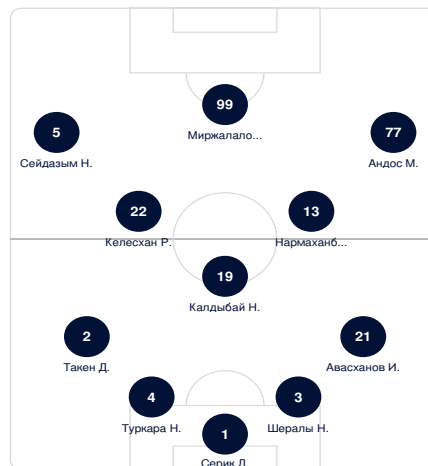 99
Миржалало...
5
Сейдазым Н.
77
Андос М.
22
Келесхан Р.
13
Нармаханб...
19
Калдыбай Н.
2
Такен Д.
21
Авасханов И.
4
Туркара Н.
3
Шералы Н.
1
Серик Д.